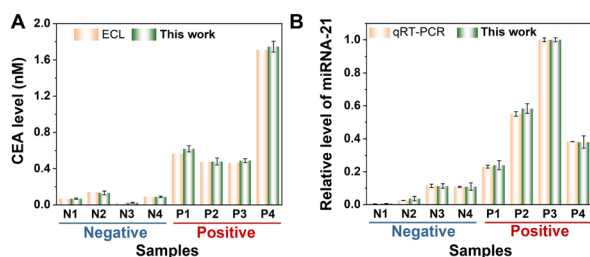 A
ECL
This work
CEA level (nM)
1.6
1.2
0.8
0.4
0.0
N1 N2 N3 N4 P1 P2 P3 P4
Negative Positive
Samples
B
qRT-PCR
This work
Relative level of miRNA-21
1.0
0.8
0.6
0.4
0.2
0.0
N1 N2 N3 N4 P1 P2 P3 P4
Negative Positive
Samples